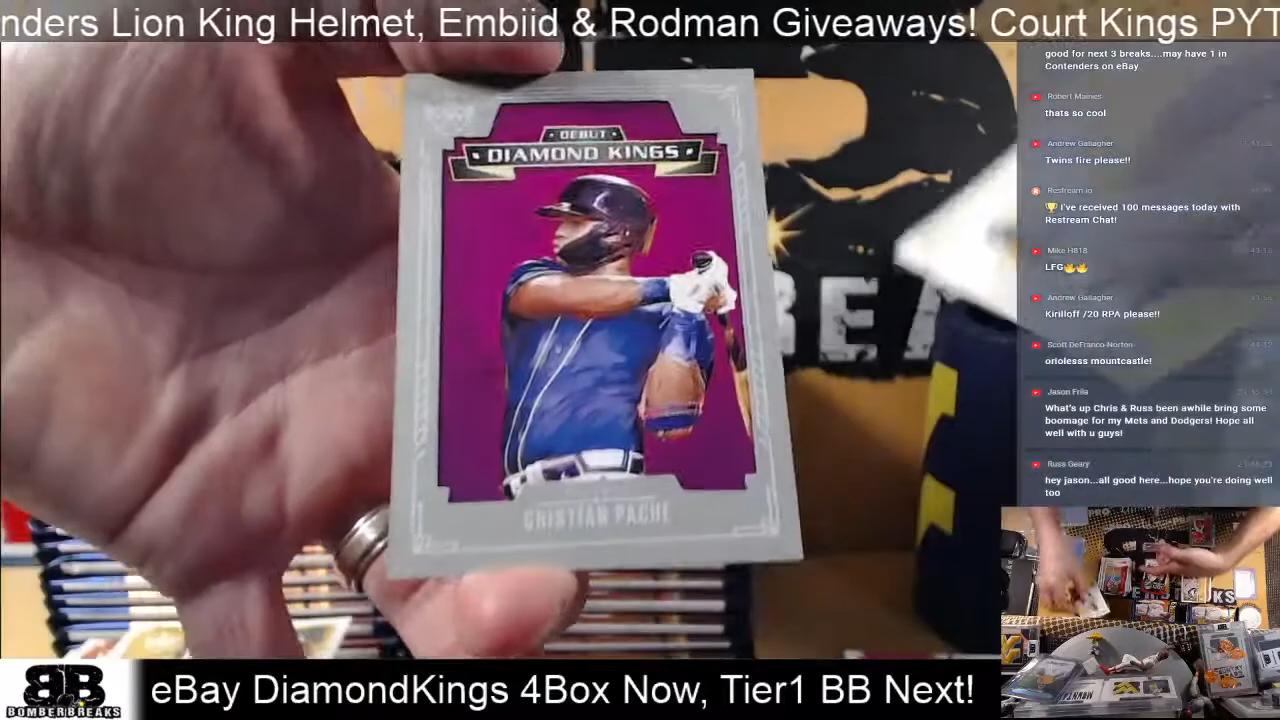 nders Lion King Helmet, Embiid & Rodman Giveaways! Court Kings PYT
good for next 3 breaks....may have 1 in
Contenders on eBay
Robert Maines
thats so cool
Andrew Gallagher
Twins fire please!!
Restream.io
🏆 I've received 100 messages today with
Restream Chat!
Mike H818
LFG🔥🔥
Andrew Gallagher
Kirilloff /20 RPA please!!
Scott DeFranco-Norton
oriolesss mountcastle!
Jason Frila
What's up Chris & Russ been awhile bring some
boomage for my Mets and Dodgers! Hope all
well with u guys!
Russ Geary
hey jason...all good here...hope you're doing well
too
DEBUT
DIAMOND KINGS
CRISTIAN PACHE
REA
KS
BB
BOMBERBREAKS
eBay DiamondKings 4Box Now, Tier1 BB Next!